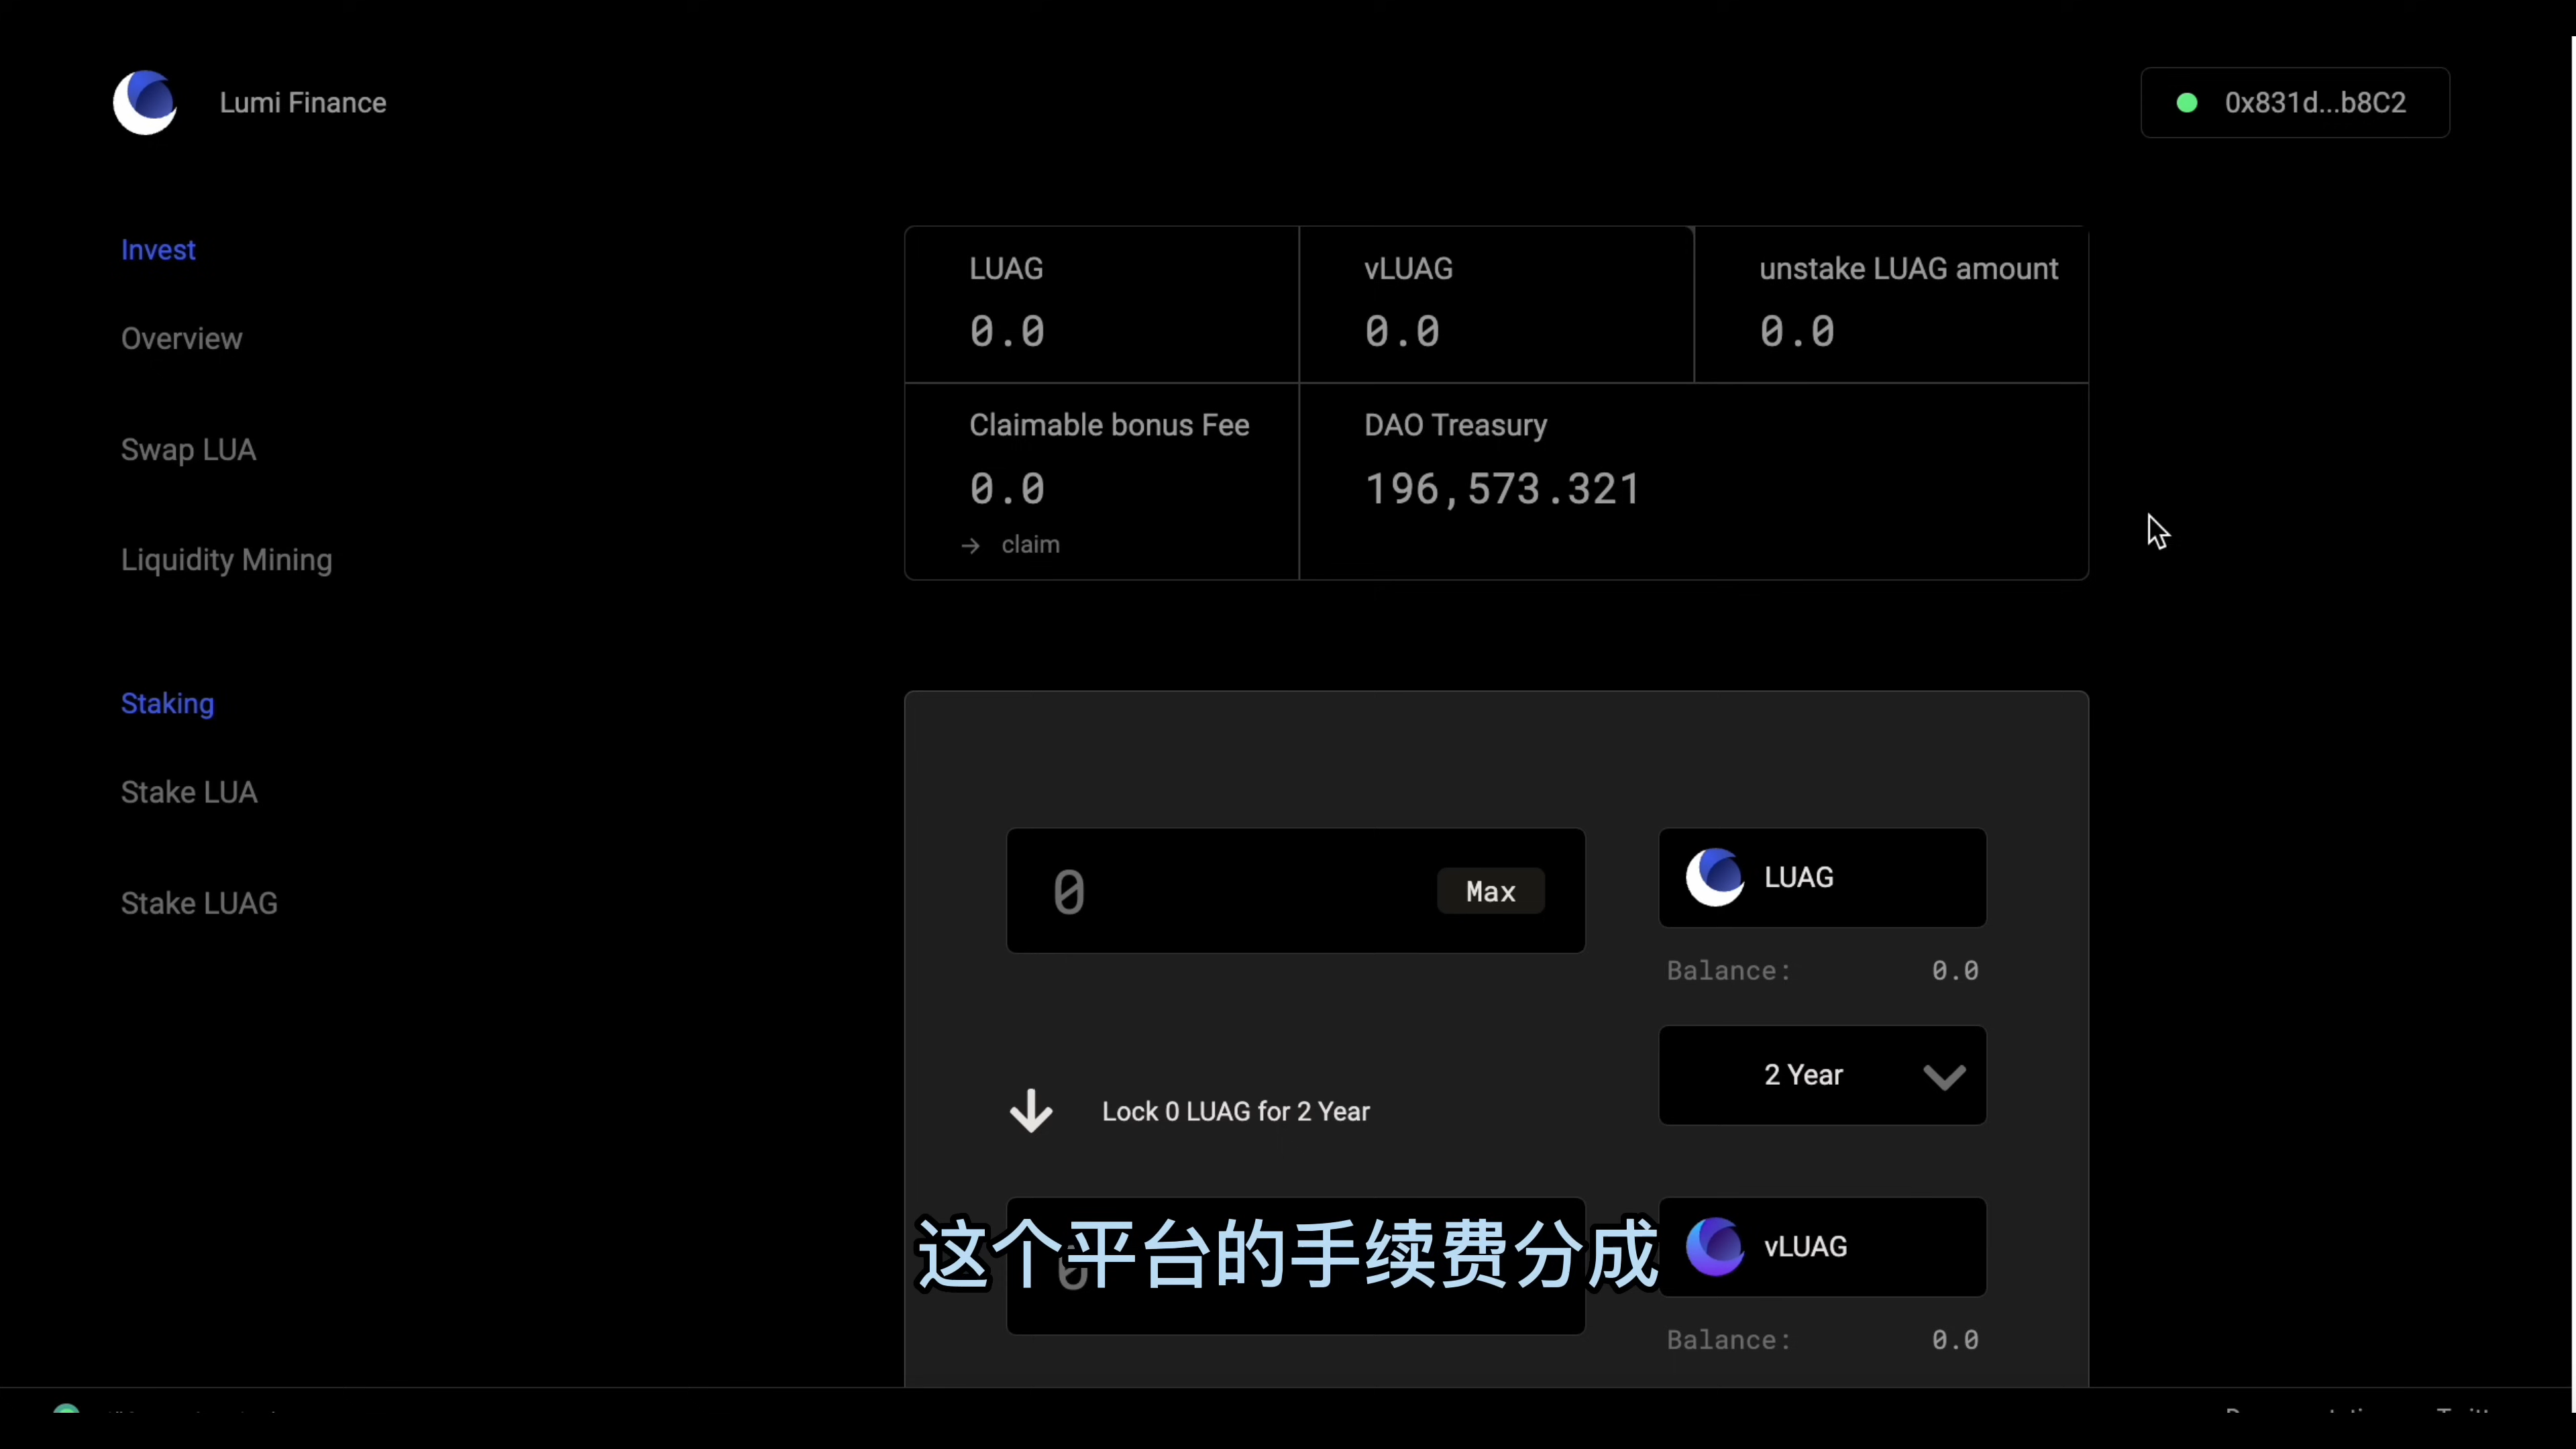 Lumi Finance
0x831d...b8C2
Invest
Overview
Swap LUA
Liquidity Mining
Staking
Stake LUA
Stake LUAG
LUAG
0.0
vLUAG
0.0
unstake LUAG amount
0.0
Claimable bonus Fee
0.0
claim
DAO Treasury
196,573.321
0
Max
LUAG
Balance:
0.0
Lock 0 LUAG for 2 Year
2 Year
0
这个平台的手续费分成
vLUAG
Balance:
0.0